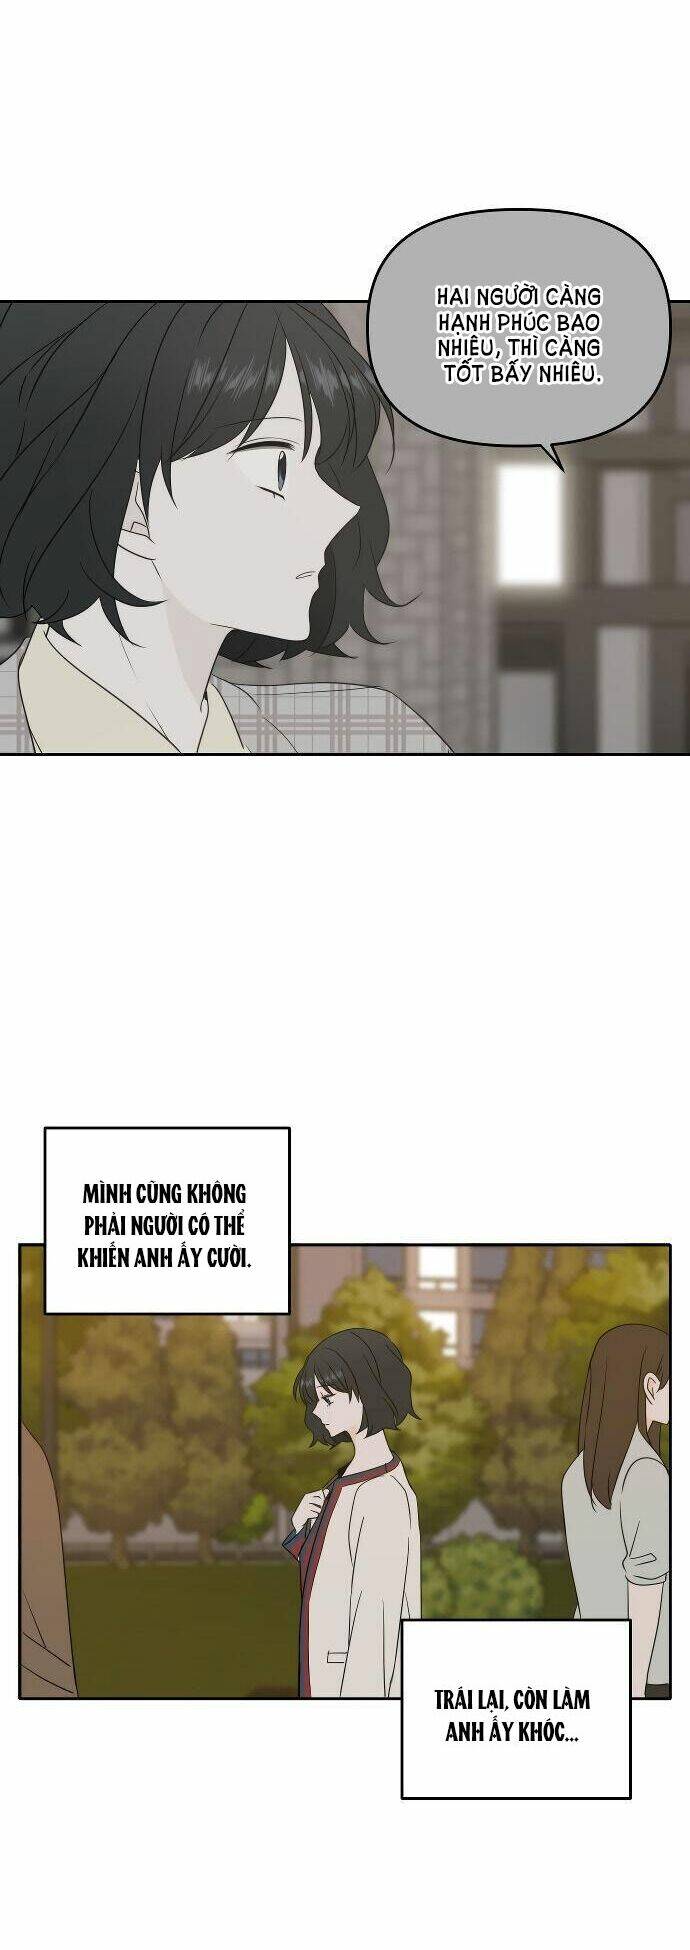 HAI NGƯỜI CÀNG
HẠNH PHÚC BAO
NHIÊU, THÌ CÀNG
TỐT BẤY NHIÊU.
MÌNH CŨNG KHÔNG
PHẢI NGƯỜI CÓ THỂ
KHIẾN ANH ẤY CƯỜI.
TRÁI LẠI, CÒN LÀM
ANH ẤY KHÓC...